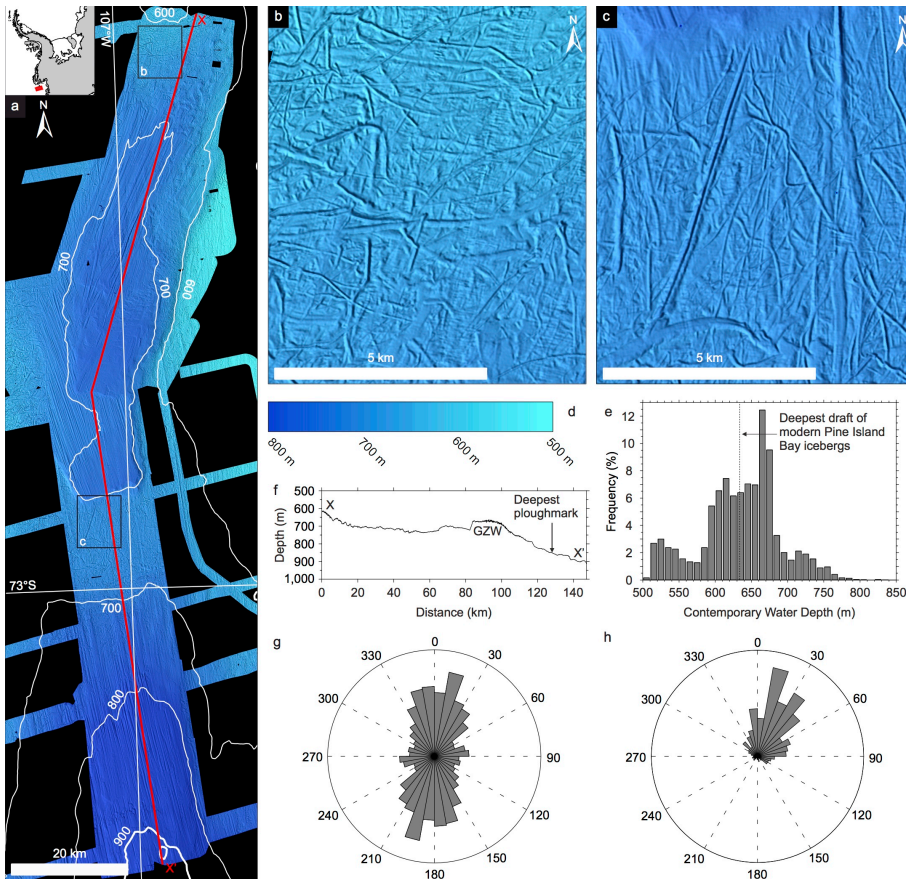 a
N
107°W
600
X
b
700
700
600
c
73°S
700
800
900
X'
20 km
b
N
5 km
c
N
5 km
d
800 m
700 m
600 m
500 m
e
Frequency (%)
12
10
8
6
4
2
0
Deepest draft of
modern Pine Island
Bay icebergs
500 550 600 650 700 750 800 850
Contemporary Water Depth (m)
f
Depth (m)
500
600
700
800
900
1,000
X
GZW
Deepest
ploughmark
X'
0 20 40 60 80 100 120 140
Distance (km)
g
0
30
60
90
120
150
180
210
240
270
300
330
h
0
30
60
90
120
150
180
210
240
270
300
330